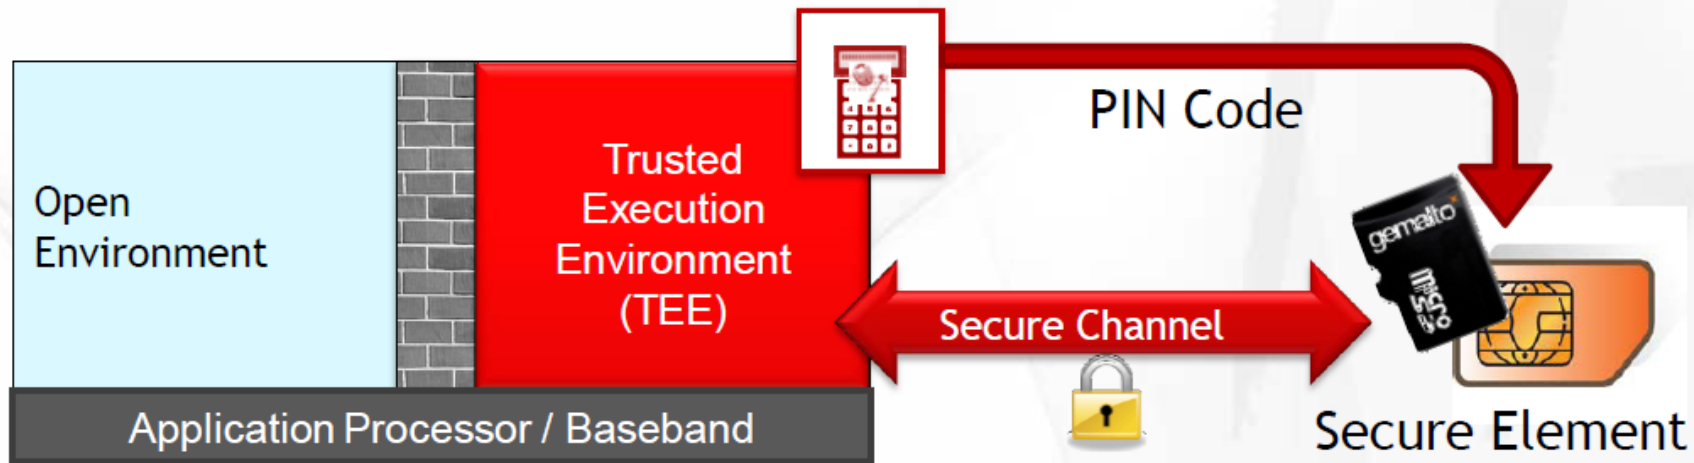 Open
Environment
Trusted
Execution
Environment
(TEE)
PIN Code
gemalto
micro
Secure Channel
Application Processor / Baseband
Secure Element